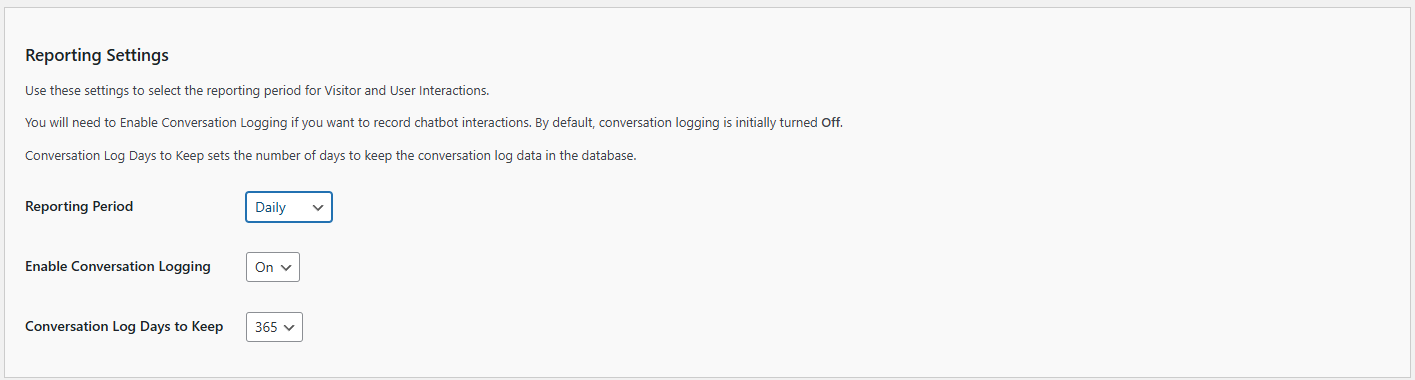 Reporting Settings
Use these settings to select the reporting period for Visitor and User Interactions.
You will need to Enable Conversation Logging if you want to record chatbot interactions. By default, conversation logging is initially turned Off.
Conversation Log Days to Keep sets the number of days to keep the conversation log data in the database.
Reporting Period Daily
Enable Conversation Logging On
Conversation Log Days to Keep 365